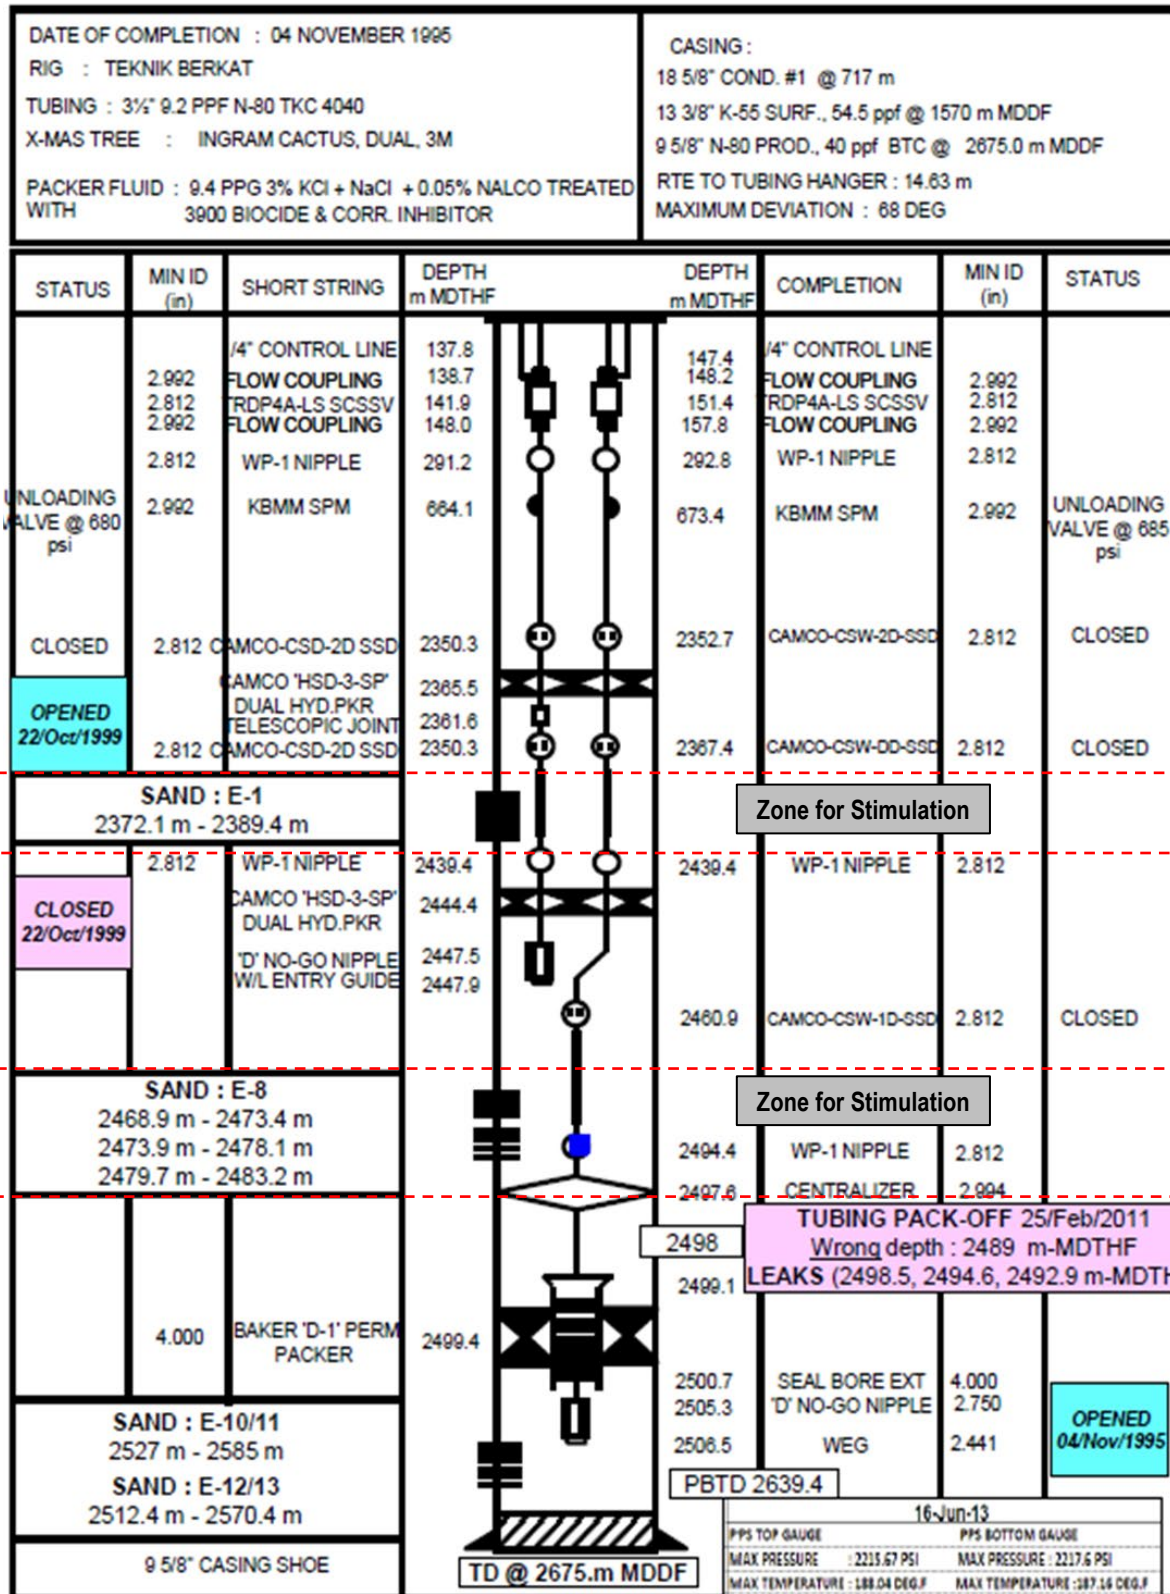 DATE OF COMPLETION : 04 NOVEMBER 1995
RIG : TEKNIK BERKAT
TUBING : 3½" 9.2 PPF N-80 TKC 4040
X-MAS TREE : INGRAM CACTUS, DUAL, 3M
PACKER FLUID : 9.4 PPG 3% KCl + NaCl + 0.05% NALCO TREATED
WITH 3900 BIOCIDE & CORR. INHIBITOR
CASING :
18 5/8" COND. #1 @ 717 m
13 3/8" K-55 SURF., 54.5 ppf @ 1570 m MDDF
9 5/8" N-80 PROD., 40 ppf BTC @ 2675.0 m MDDF
RTE TO TUBING HANGER : 14.63 m
MAXIMUM DEVIATION : 68 DEG
STATUS MIN ID (in) SHORT STRING DEPTH m MDTHF DEPTH m MDTHF COMPLETION MIN ID (in) STATUS
/4" CONTROL LINE 137.8 147.4 /4" CONTROL LINE
2.992 FLOW COUPLING 138.7 148.2 FLOW COUPLING 2.992
2.812 TRDP4A-LS SCSSV 141.9 151.4 TRDP4A-LS SCSSV 2.812
2.992 FLOW COUPLING 148.0 157.8 FLOW COUPLING 2.992
2.812 WP-1 NIPPLE 291.2 292.8 WP-1 NIPPLE 2.812
UNLOADING
VALVE @ 680
psi
2.992 KBMM SPM 664.1 673.4 KBMM SPM 2.992
UNLOADING
VALVE @ 685
psi
CLOSED 2.812 CAMCO-CSD-2D SSD 2350.3 2352.7 CAMCO-CSW-2D-SSD 2.812 CLOSED
CAMCO 'HSD-3-SP'
DUAL HYD.PKR 2365.5
OPENED
22/Oct/1999
TELESCOPIC JOINT 2361.6
2.812 CAMCO-CSD-2D SSD 2350.3 2367.4 CAMCO-CSW-DD-SSD 2.812 CLOSED
SAND : E-1
2372.1 m - 2389.4 m
Zone for Stimulation
2.812 WP-1 NIPPLE 2439.4 2439.4 WP-1 NIPPLE 2.812
CLOSED
22/Oct/1999
CAMCO 'HSD-3-SP'
DUAL HYD.PKR 2444.4
'D' NO-GO NIPPLE 2447.5
W/L ENTRY GUIDE 2447.9
2460.9 CAMCO-CSW-1D-SSD 2.812 CLOSED
SAND : E-8
2468.9 m - 2473.4 m
2473.9 m - 2478.1 m
2479.7 m - 2483.2 m
Zone for Stimulation
2494.4 WP-1 NIPPLE 2.812
2497.6 CENTRALIZER 2.994
2498
TUBING PACK-OFF 25/Feb/2011
Wrong depth : 2489 m-MDTHF
LEAKS (2498.5, 2494.6, 2492.9 m-MDTH
2499.1
4.000 BAKER 'D-1' PERM
PACKER 2499.4
2500.7 SEAL BORE EXT 4.000
2505.3 'D' NO-GO NIPPLE 2.750
2506.5 WEG 2.441
OPENED
04/Nov/1995
SAND : E-10/11
2527 m - 2585 m
SAND : E-12/13
2512.4 m - 2570.4 m
PBTD 2639.4
9 5/8" CASING SHOE
TD @ 2675.m MDDF
16-Jun-13
PPS TOP GAUGE PPS BOTTOM GAUGE
MAX PRESSURE : 2215.67 PSI MAX PRESSURE : 2217.6 PSI
MAX TEMPERATURE : 188.04 DEG.F MAX TEMPERATURE :187.16 DEG.F